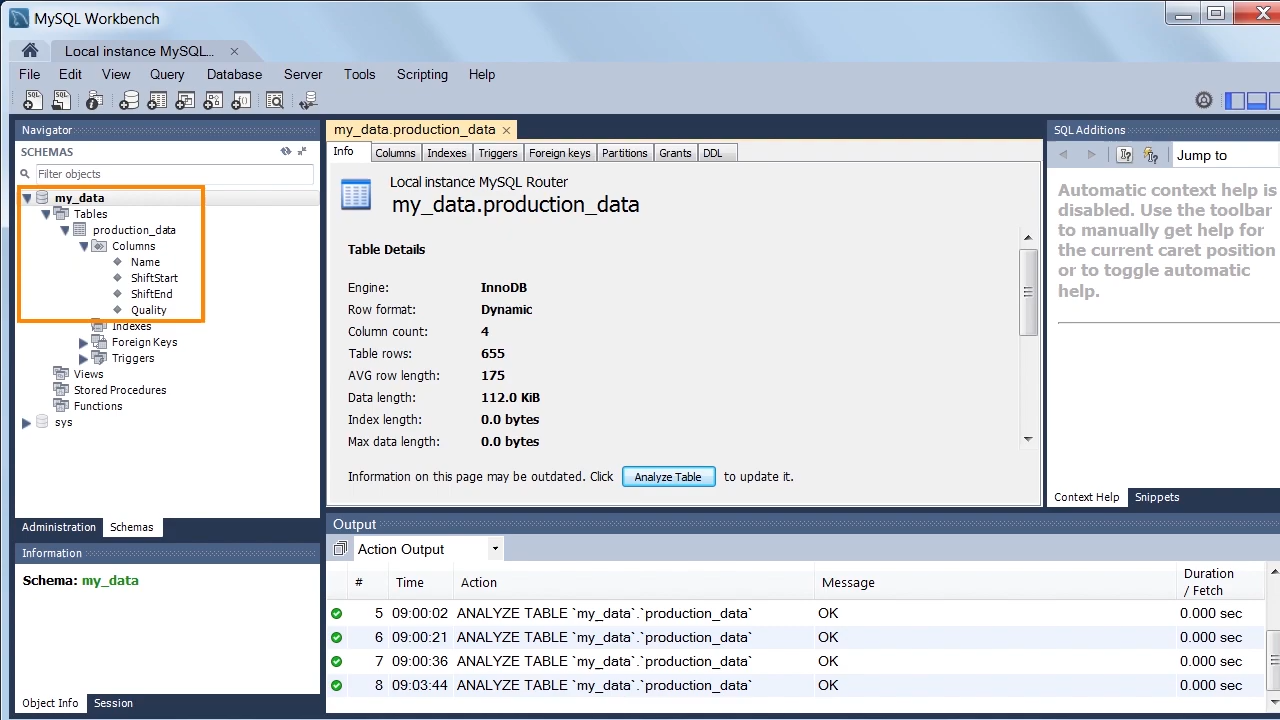 MySQL Workbench
Local instance MySQL...
File Edit View Query Database Server Tools Scripting Help
Navigator
SCHEMAS
Filter objects
my_data
Tables
production_data
Columns
Name
ShiftStart
ShiftEnd
Quality
Indexes
Foreign Keys
Triggers
Views
Stored Procedures
Functions
sys
Administration Schemas
Information
Schema: my_data
Object Info Session
my_data.production_data
Info Columns Indexes Triggers Foreign keys Partitions Grants DDL
Local instance MySQL Router
my_data.production_data
Table Details
Engine: InnoDB
Row format: Dynamic
Column count: 4
Table rows: 655
AVG row length: 175
Data length: 112.0 KiB
Index length: 0.0 bytes
Max data length: 0.0 bytes
Information on this page may be outdated. Click Analyze Table to update it.
SQL Additions
Jump to
Automatic context help is
disabled. Use the toolbar
to manually get help for
the current caret position
or to toggle automatic
help.
Context Help Snippets
Output
Action Output
# Time Action Message Duration / Fetch
5 09:00:02 ANALYZE TABLE `my_data`.`production_data` OK 0.000 sec
6 09:00:21 ANALYZE TABLE `my_data`.`production_data` OK 0.000 sec
7 09:00:36 ANALYZE TABLE `my_data`.`production_data` OK 0.000 sec
8 09:03:44 ANALYZE TABLE `my_data`.`production_data` OK 0.000 sec